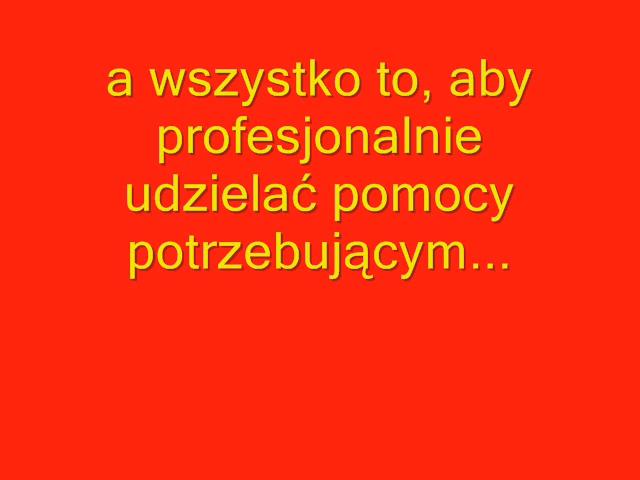 a wszystko to, aby
profesjonalnie
udzielać pomocy
potrzebującym...